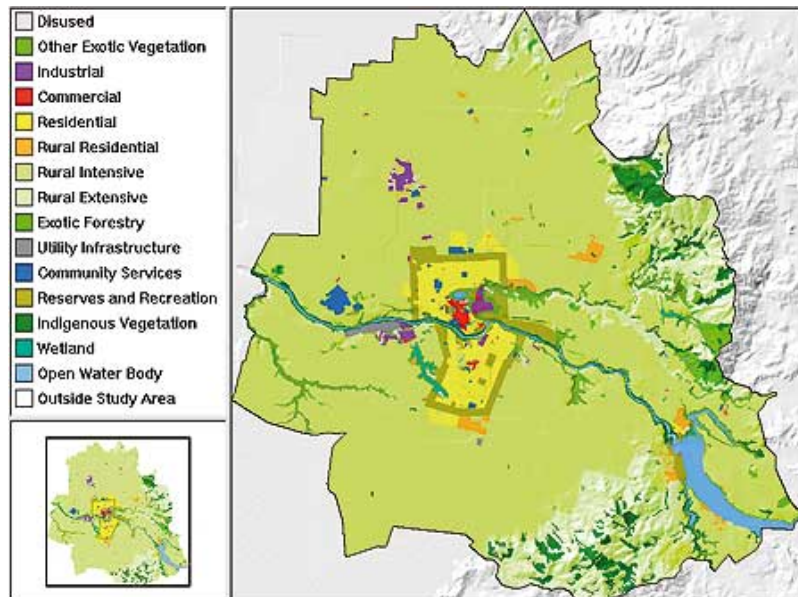 Disused
Other Exotic Vegetation
Industrial
Commercial
Residential
Rural Residential
Rural Intensive
Rural Extensive
Exotic Forestry
Utility Infrastructure
Community Services
Reserves and Recreation
Indigenous Vegetation
Wetland
Open Water Body
Outside Study Area